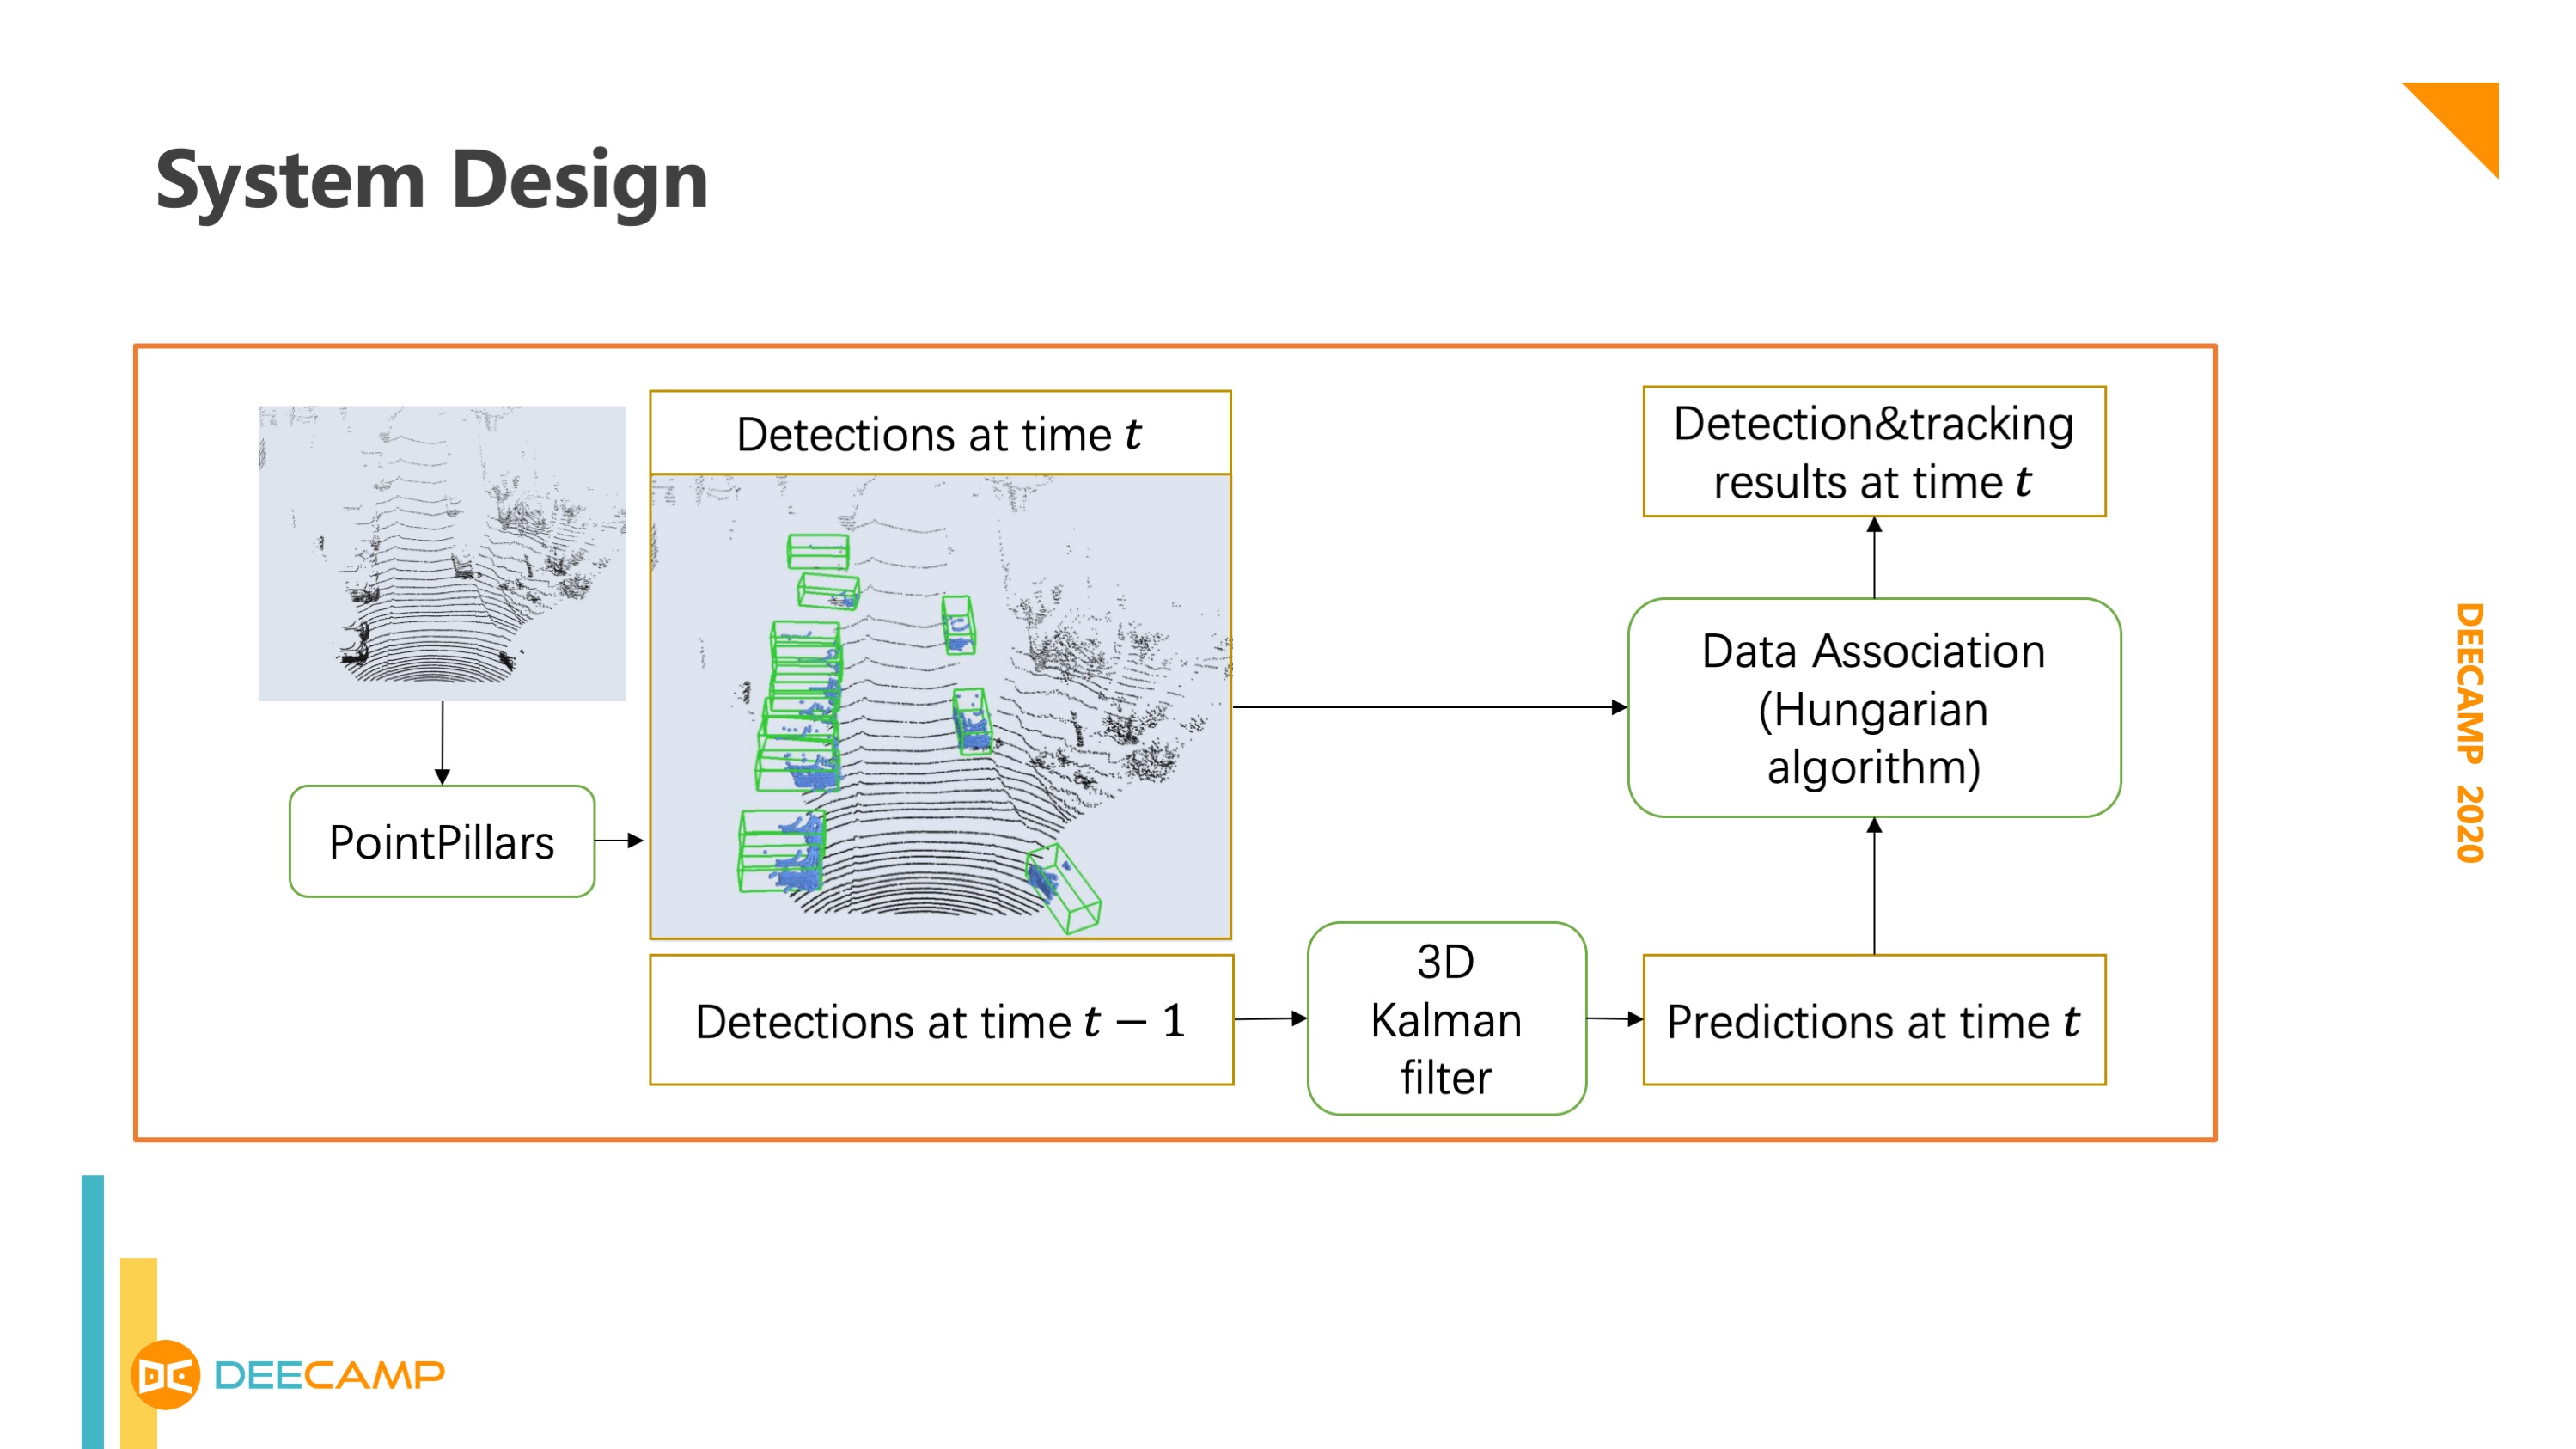 System Design
Detections at time t
PointPillars
Detections at time t − 1
3D
Kalman
filter
Predictions at time t
Data Association
(Hungarian
algorithm)
Detection&tracking
results at time t
DEECAMP 2020
DEECAMP